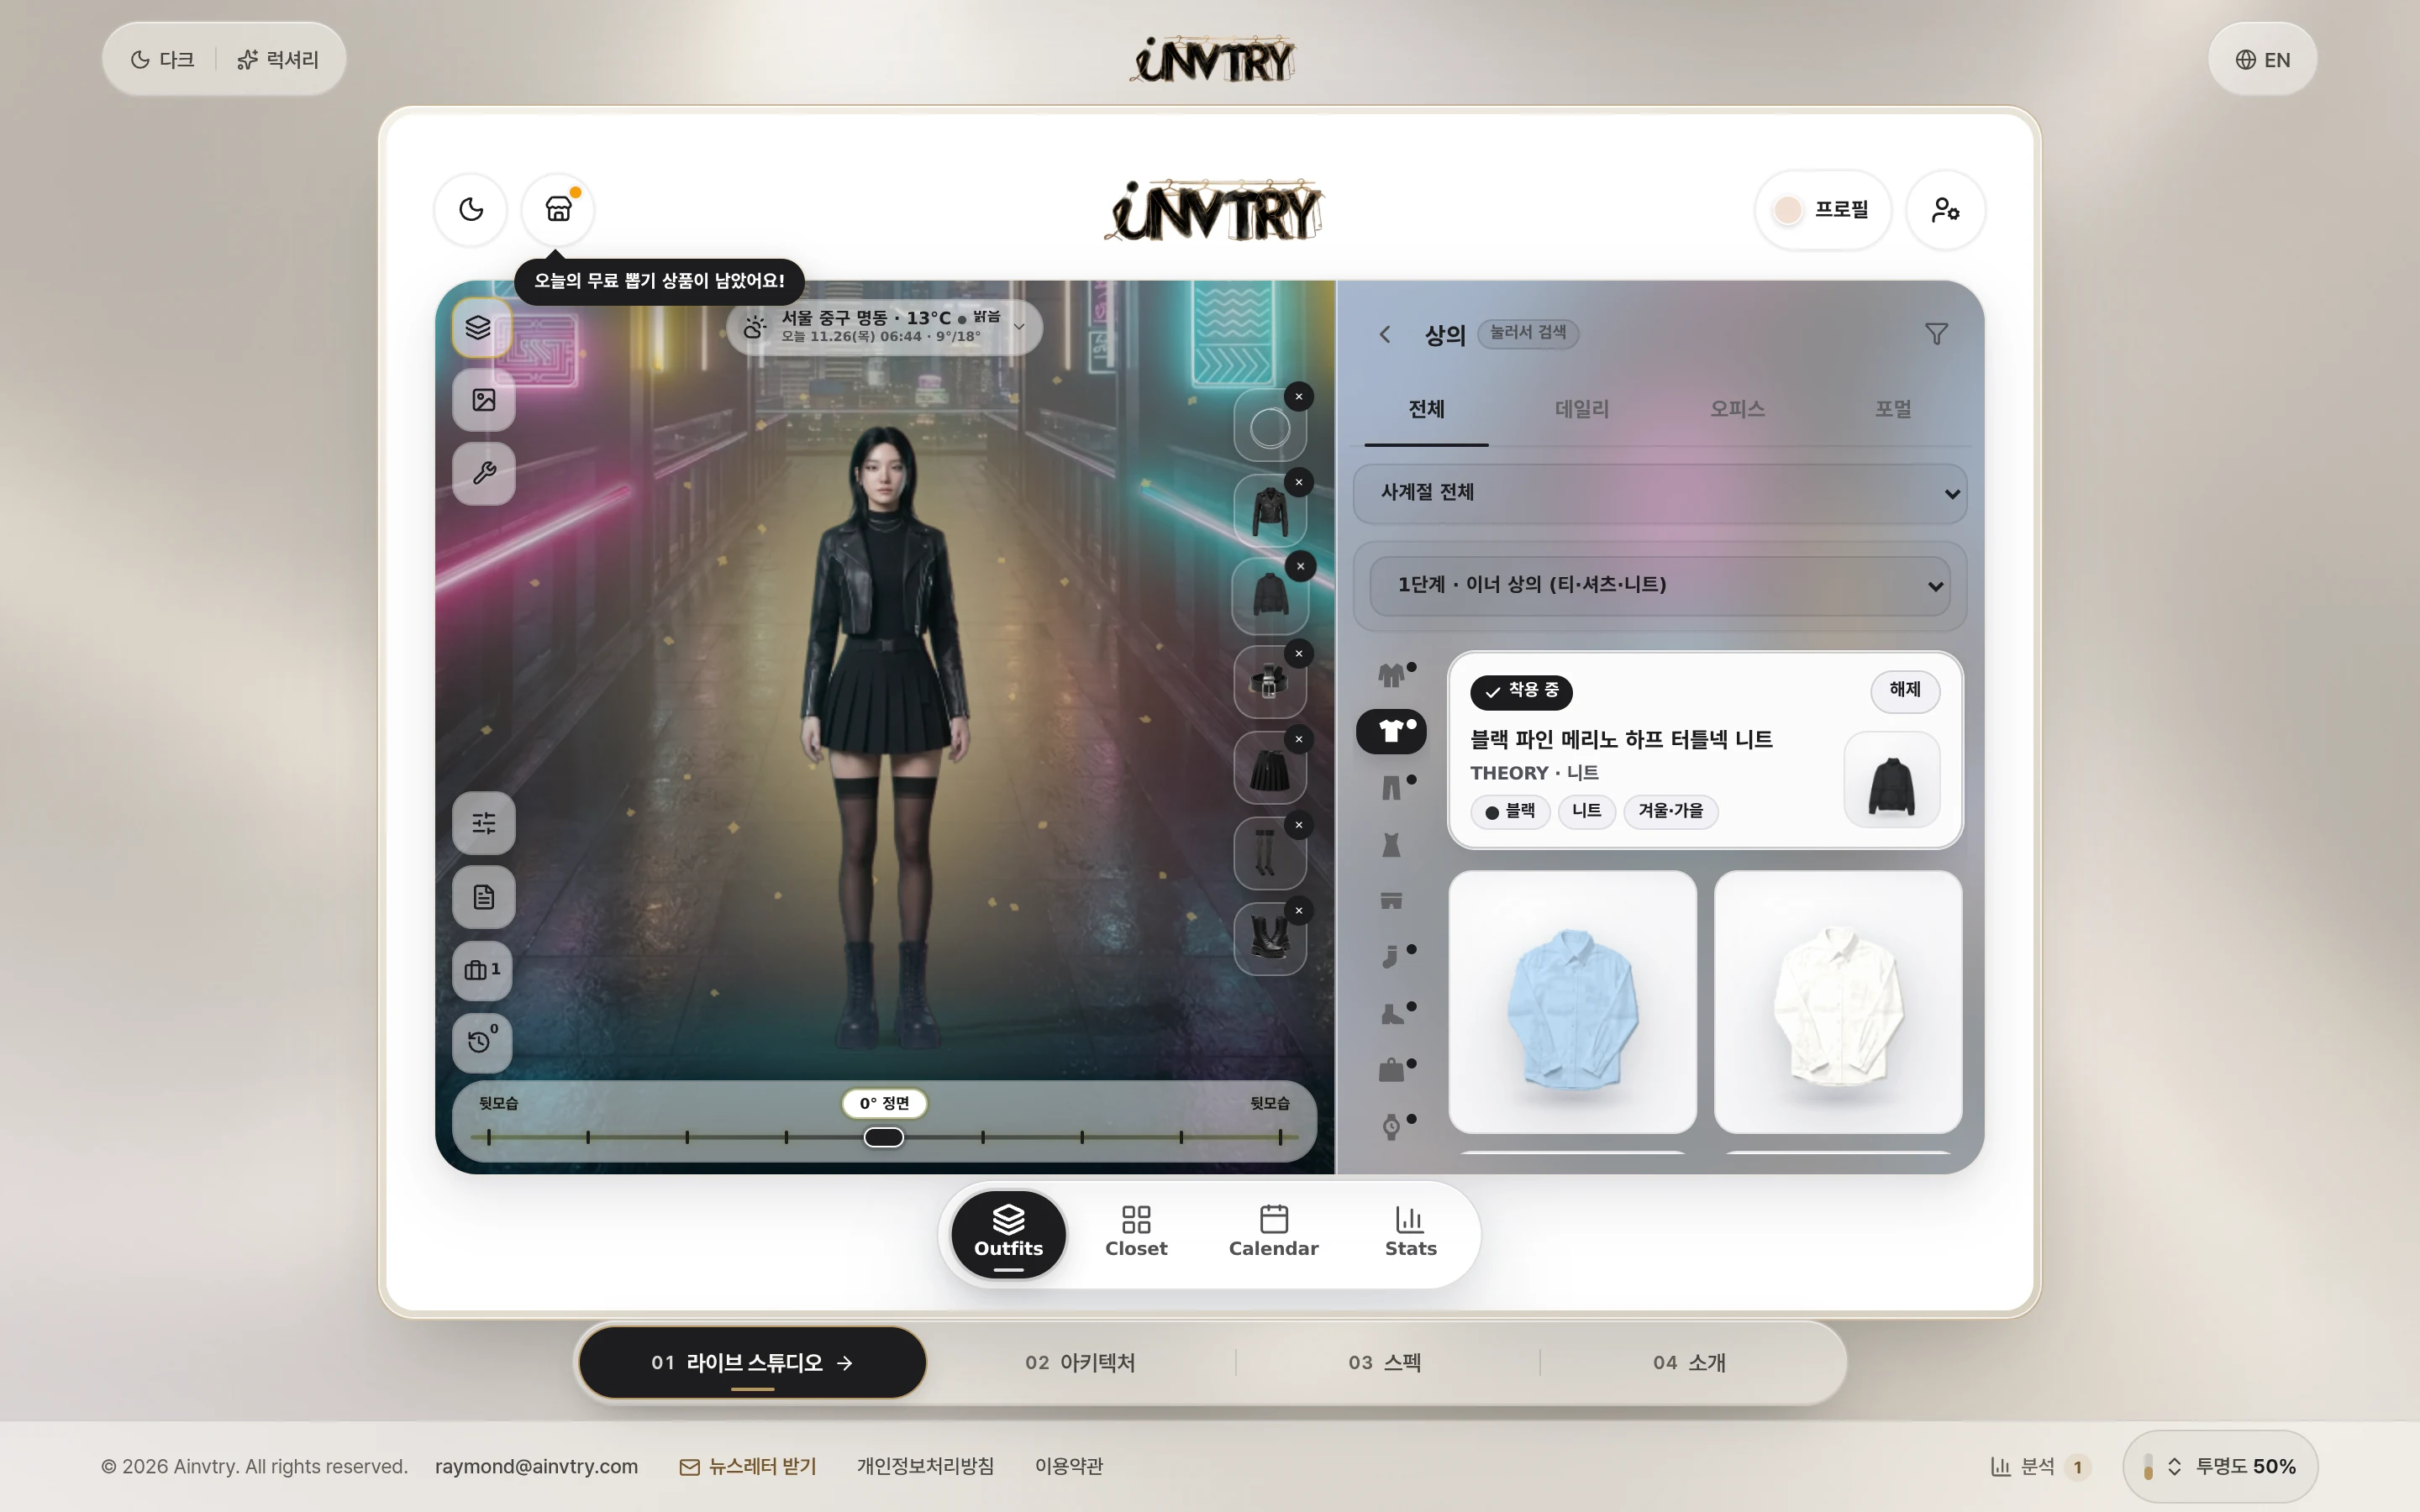 다크
럭셔리
iNVTRY
EN
iNVTRY
프로필
오늘의 무료 뽑기 상품이 남았어요!
서울 중구 명동 · 13°C ● 밝음
오늘 11.26(목) 06:44 · 9°/18°
상의
눌러서 검색
전체
데일리
오피스
포멀
사계절 전체
1단계 · 이너 상의 (티·셔츠·니트)
착용 중
해제
블랙 파인 메리노 하프 터틀넥 니트
THEORY · 니트
블랙
니트
겨울·가을
1
0
뒷모습
0° 정면
뒷모습
Outfits
Closet
Calendar
Stats
01 라이브 스튜디오 →
02 아키텍처
03 스펙
04 소개
© 2026 Ainvtry. All rights reserved.
raymond@ainvtry.com
뉴스레터 받기
개인정보처리방침
이용약관
분석 1
투명도 50%